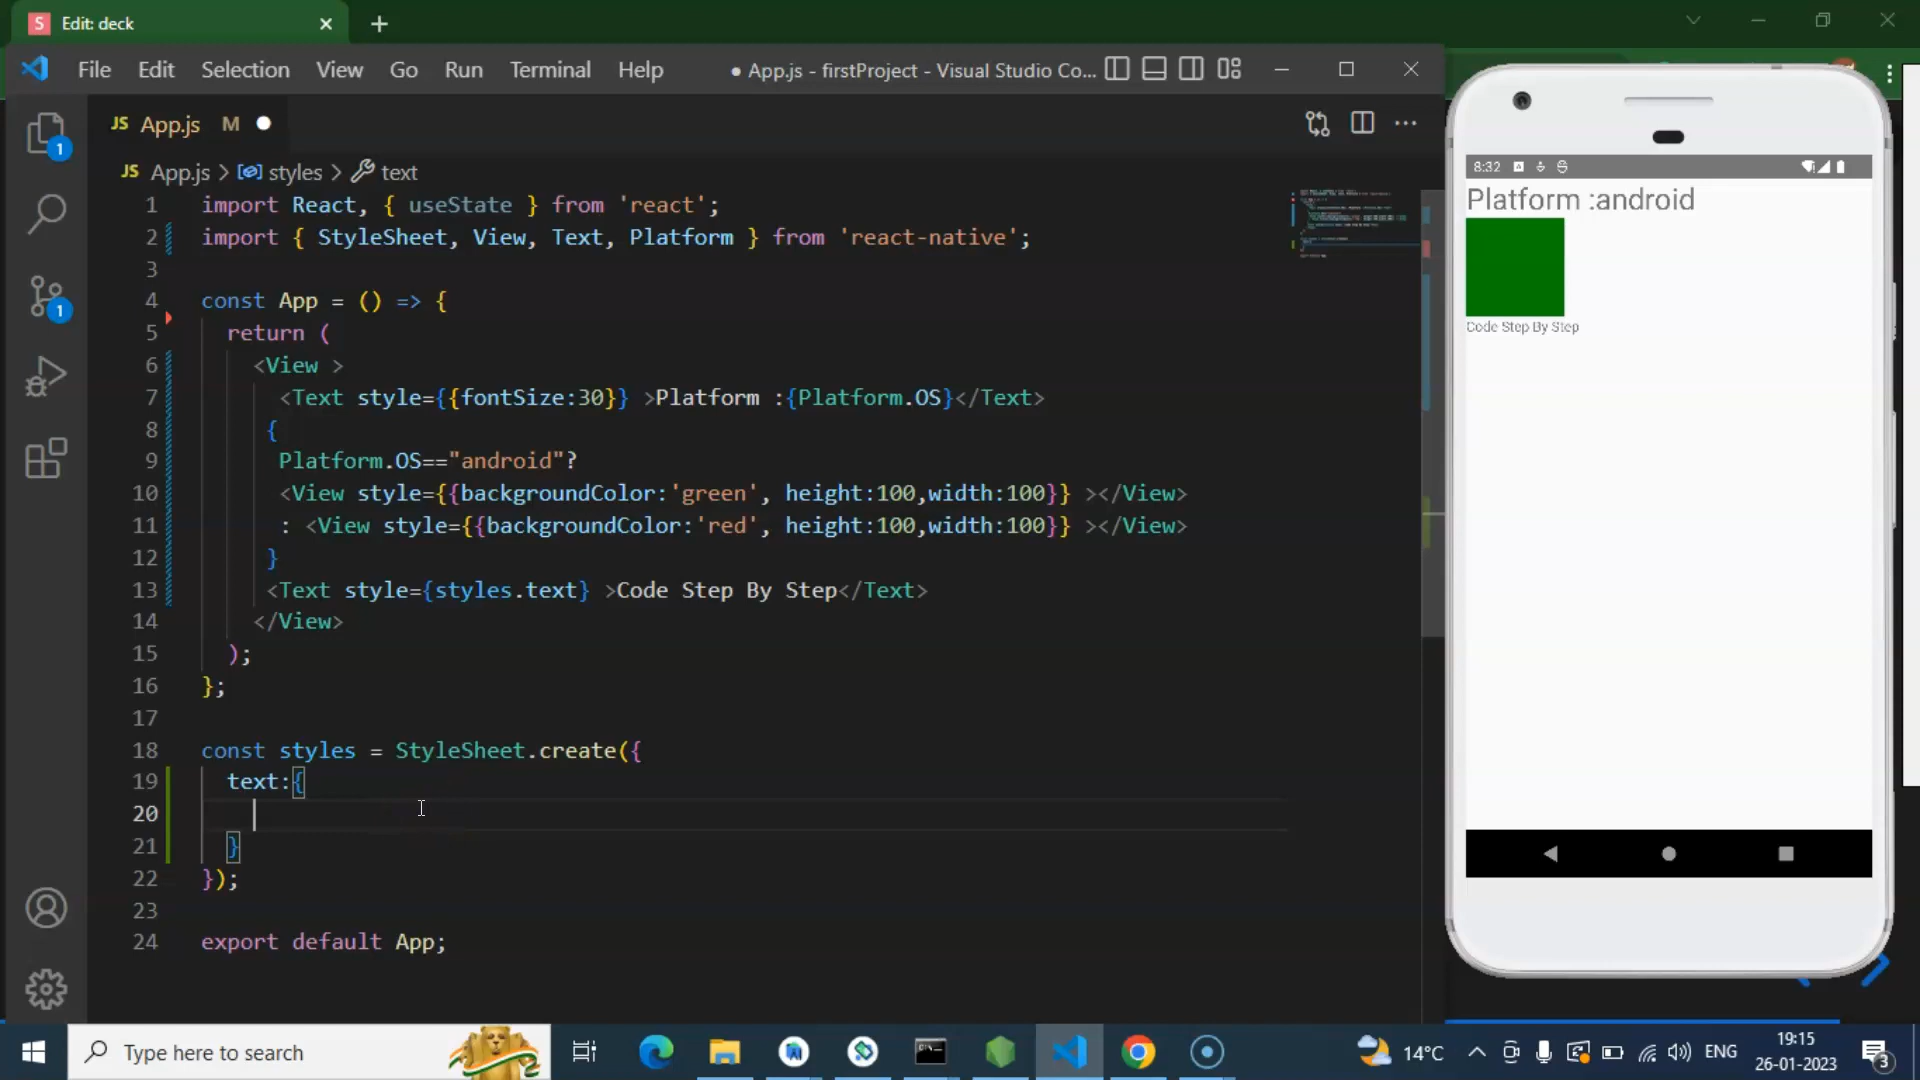 S Edit: deck
File Edit Selection View Go Run Terminal Help ● App.js - firstProject - Visual Studio Co...
JS App.js M
JS App.js > styles > text
1 import React, { useState } from 'react';
2 import { StyleSheet, View, Text, Platform } from 'react-native';
3
4 const App = () => {
5 return (
6 <View >
7 <Text style={{fontSize:30}} >Platform :{Platform.OS}</Text>
8 {
9 Platform.OS=="android"?
10 <View style={{backgroundColor:'green', height:100,width:100}} ></View>
11 : <View style={{backgroundColor:'red', height:100,width:100}} ></View>
12 }
13 <Text style={styles.text} >Code Step By Step</Text>
14 </View>
15 );
16 };
17
18 const styles = StyleSheet.create({
19 text:{
20
21 }
22 });
23
24 export default App;
1
1
8:32
Platform :android
Code Step By Step
Type here to search
14°C
ENG
19:15
26-01-2023
3